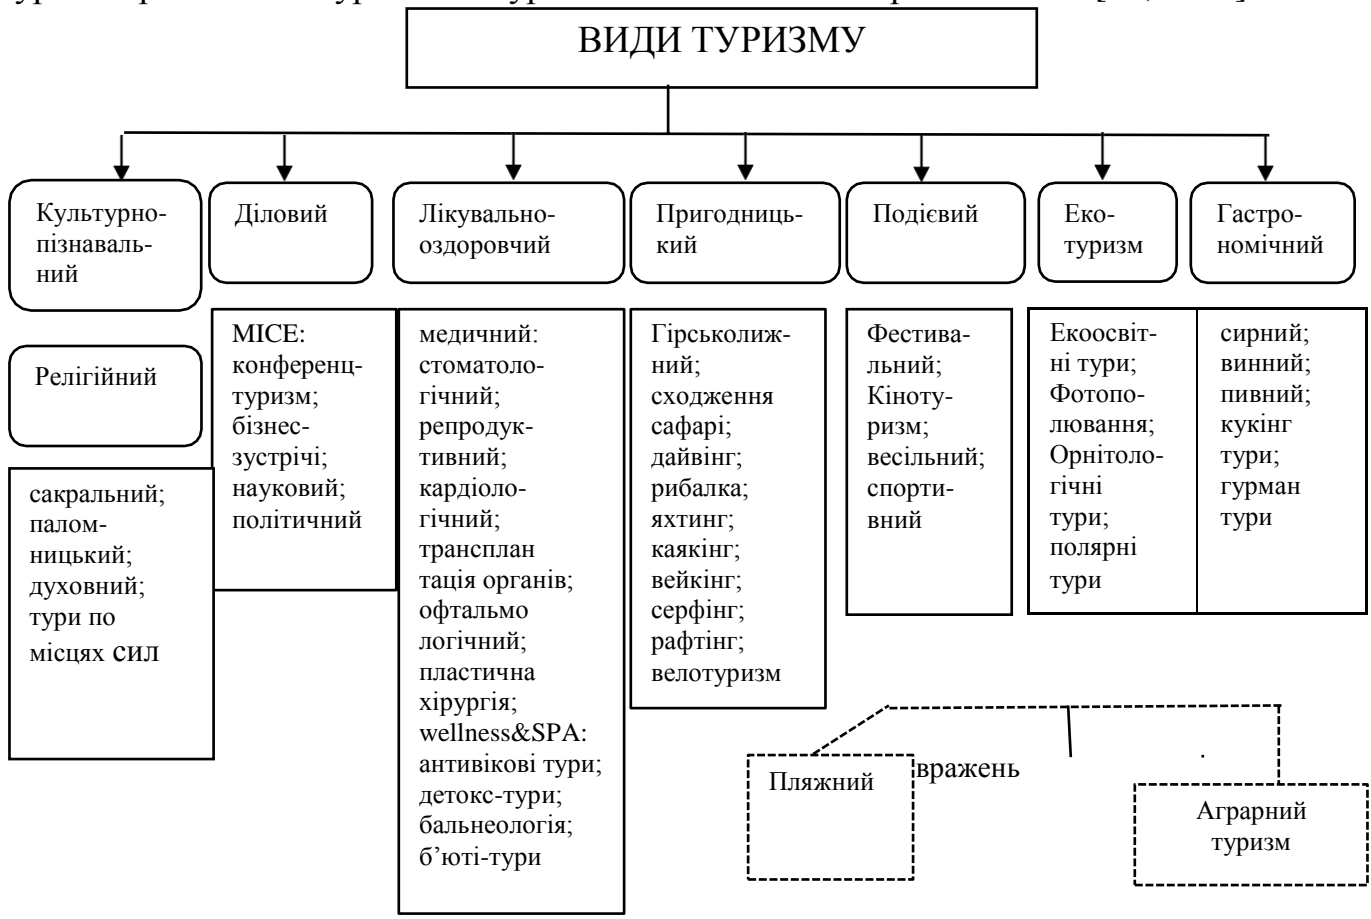 ВИДИ ТУРИЗМУ
Культурно-
пізнаваль-
ний
Діловий
Лікувально-
оздоровчий
Пригодниць-
кий
Подієвий
Еко-
туризм
Гастро-
номічний
Релігійний
сакральний;
палом-
ницький;
духовний;
тури по
місцях сил
MICE:
конференц-
туризм;
бізнес-
зустрічі;
науковий;
політичний
медичний:
стоматоло-
гічний;
репродук-
тивний;
кардіоло-
гічний;
трансплан
тація органів;
офтальмо
логічний;
пластична
хірургія;
wellness&SPA:
антивікові тури;
детокс-тури;
бальнеологія;
б’юті-тури
Гірськолиж-
ний;
сходження
сафарі;
дайвінг;
рибалка;
яхтинг;
каякінг;
вейкінг;
серфінг;
рафтінг;
велотуризм
Фестива-
льний;
Кіноту-
ризм;
весільний;
спорти-
вний
Екоосвіт-
ні тури;
Фотопо-
лювання;
Орнітоло-
гічні
тури;
полярні
тури
сирний;
винний;
пивний;
кукінг
тури;
гурман
тури
Пляжний
вражень
Аграрний
туризм